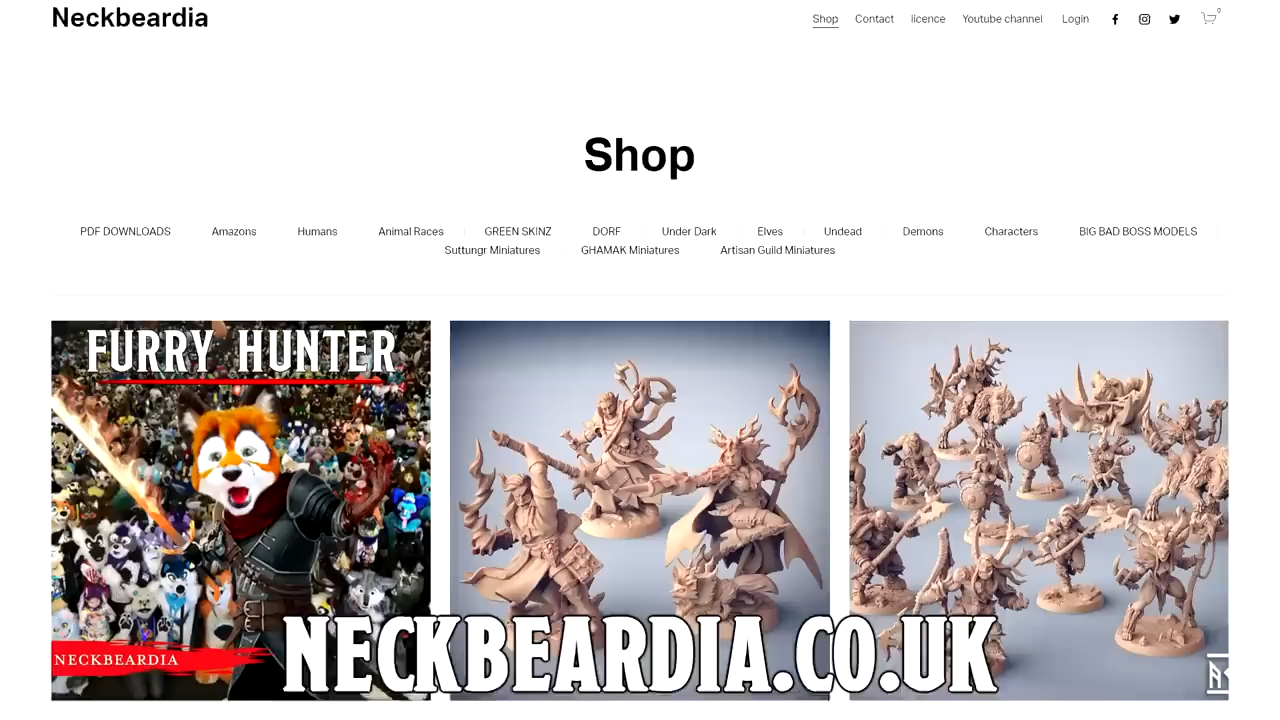 Neckbeardia
Shop Contact licence Youtube channel Login 0
Shop
PDF DOWNLOADS Amazons Humans Animal Races GREEN SKINZ DORF Under Dark Elves Undead Demons Characters BIG BAD BOSS MODELS
Suttungr Miniatures GHAMAK Miniatures Artisan Guild Miniatures
FURRY HUNTER
NECKBEARDIA
NECKBEARDIA.CO.UK